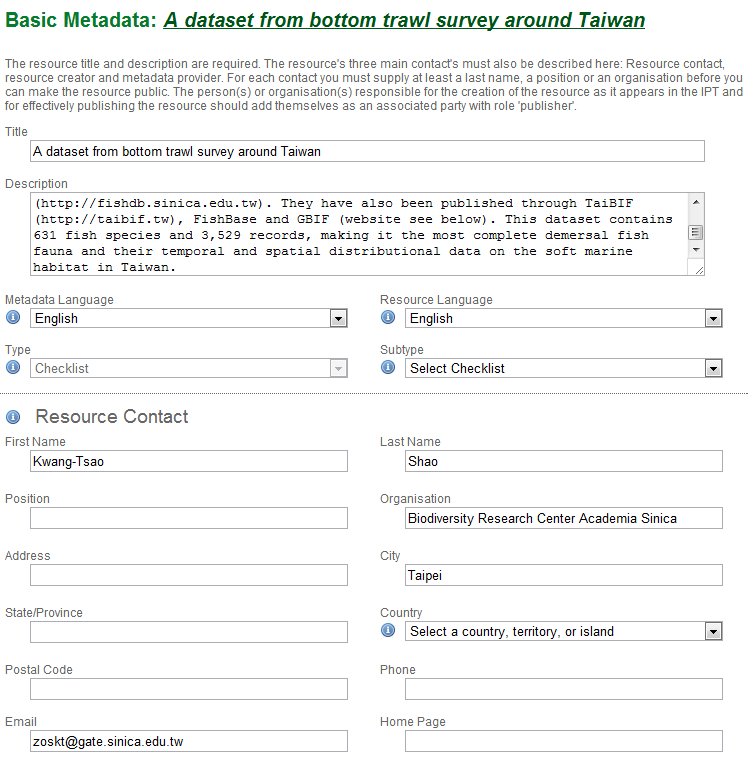 Basic Metadata: A dataset from bottom trawl survey around Taiwan
The resource title and description are required. The resource's three main contact's must also be described here: Resource contact,
resource creator and metadata provider. For each contact you must supply at least a last name, a position or an organisation before you
can make the resource public. The person(s) or organisation(s) responsible for the creation of the resource as it appears in the IPT and
for effectively publishing the resource should add themselves as an associated party with role 'publisher'.
Title
A dataset from bottom trawl survey around Taiwan
Description
(http://fishdb.sinica.edu.tw). They have also been published through TaiBIF
(http://taibif.tw), FishBase and GBIF (website see below). This dataset contains
631 fish species and 3,529 records, making it the most complete demersal fish
fauna and their temporal and spatial distributional data on the soft marine
habitat in Taiwan.
Metadata Language Resource Language
English English
Type Subtype
Checklist Select Checklist
Resource Contact
First Name Last Name
Kwang-Tsao Shao
Position Organisation
Biodiversity Research Center Academia Sinica
Address City
Taipei
State/Province Country
Select a country, territory, or island
Postal Code Phone
Email Home Page
zoskt@gate.sinica.edu.tw